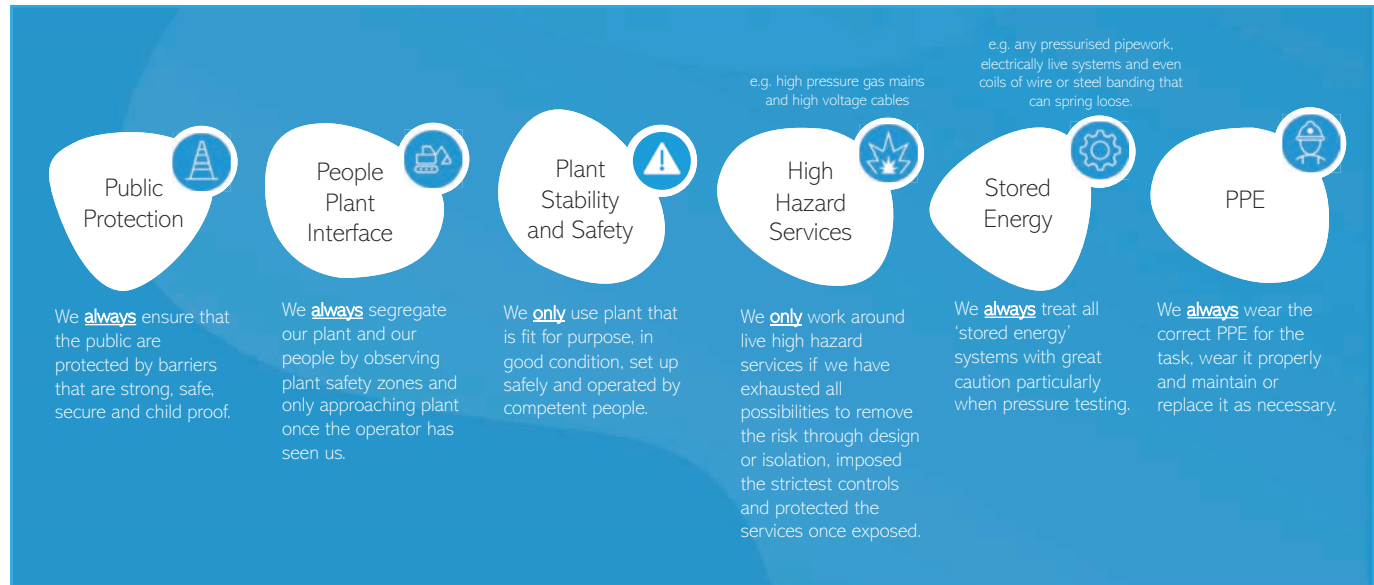 Public
Protection
We always ensure that
the public are
protected by barriers
that are strong, safe,
secure and child proof.
People
Plant
Interface
We always segregate
our plant and our
people by observing
plant safety zones and
only approaching plant
once the operator has
seen us.
Plant
Stability
and Safety
We only use plant that
is fit for purpose, in
good condition, set up
safely and operated by
competent people.
e.g. high pressure gas mains
and high voltage cables
High
Hazard
Services
We only work around
live high hazard
services if we have
exhausted all
possibilities to remove
the risk through design
or isolation, imposed
the strictest controls
and protected the
services once exposed.
e.g. any pressurised pipework,
electrically live systems and even
coils of wire or steel banding that
can spring loose.
Stored
Energy
We always treat all
‘stored energy’
systems with great
caution particularly
when pressure testing.
PPE
We always wear the
correct PPE for the
task, wear it properly
and maintain or
replace it as necessary.